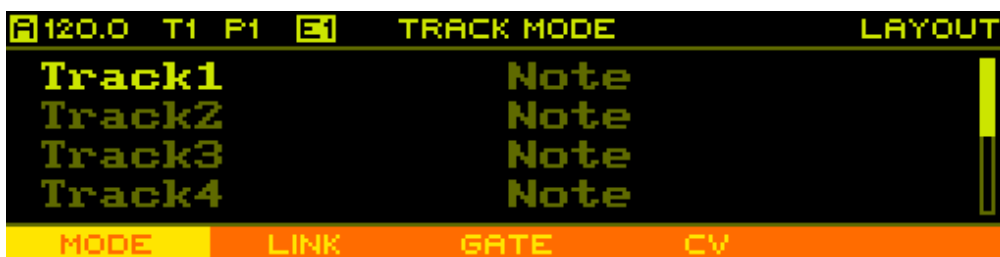 A 120.0 T1 P1 E1 TRACK MODE LAYOUT
Track1 Note
Track2 Note
Track3 Note
Track4 Note
MODE LINK GATE CV